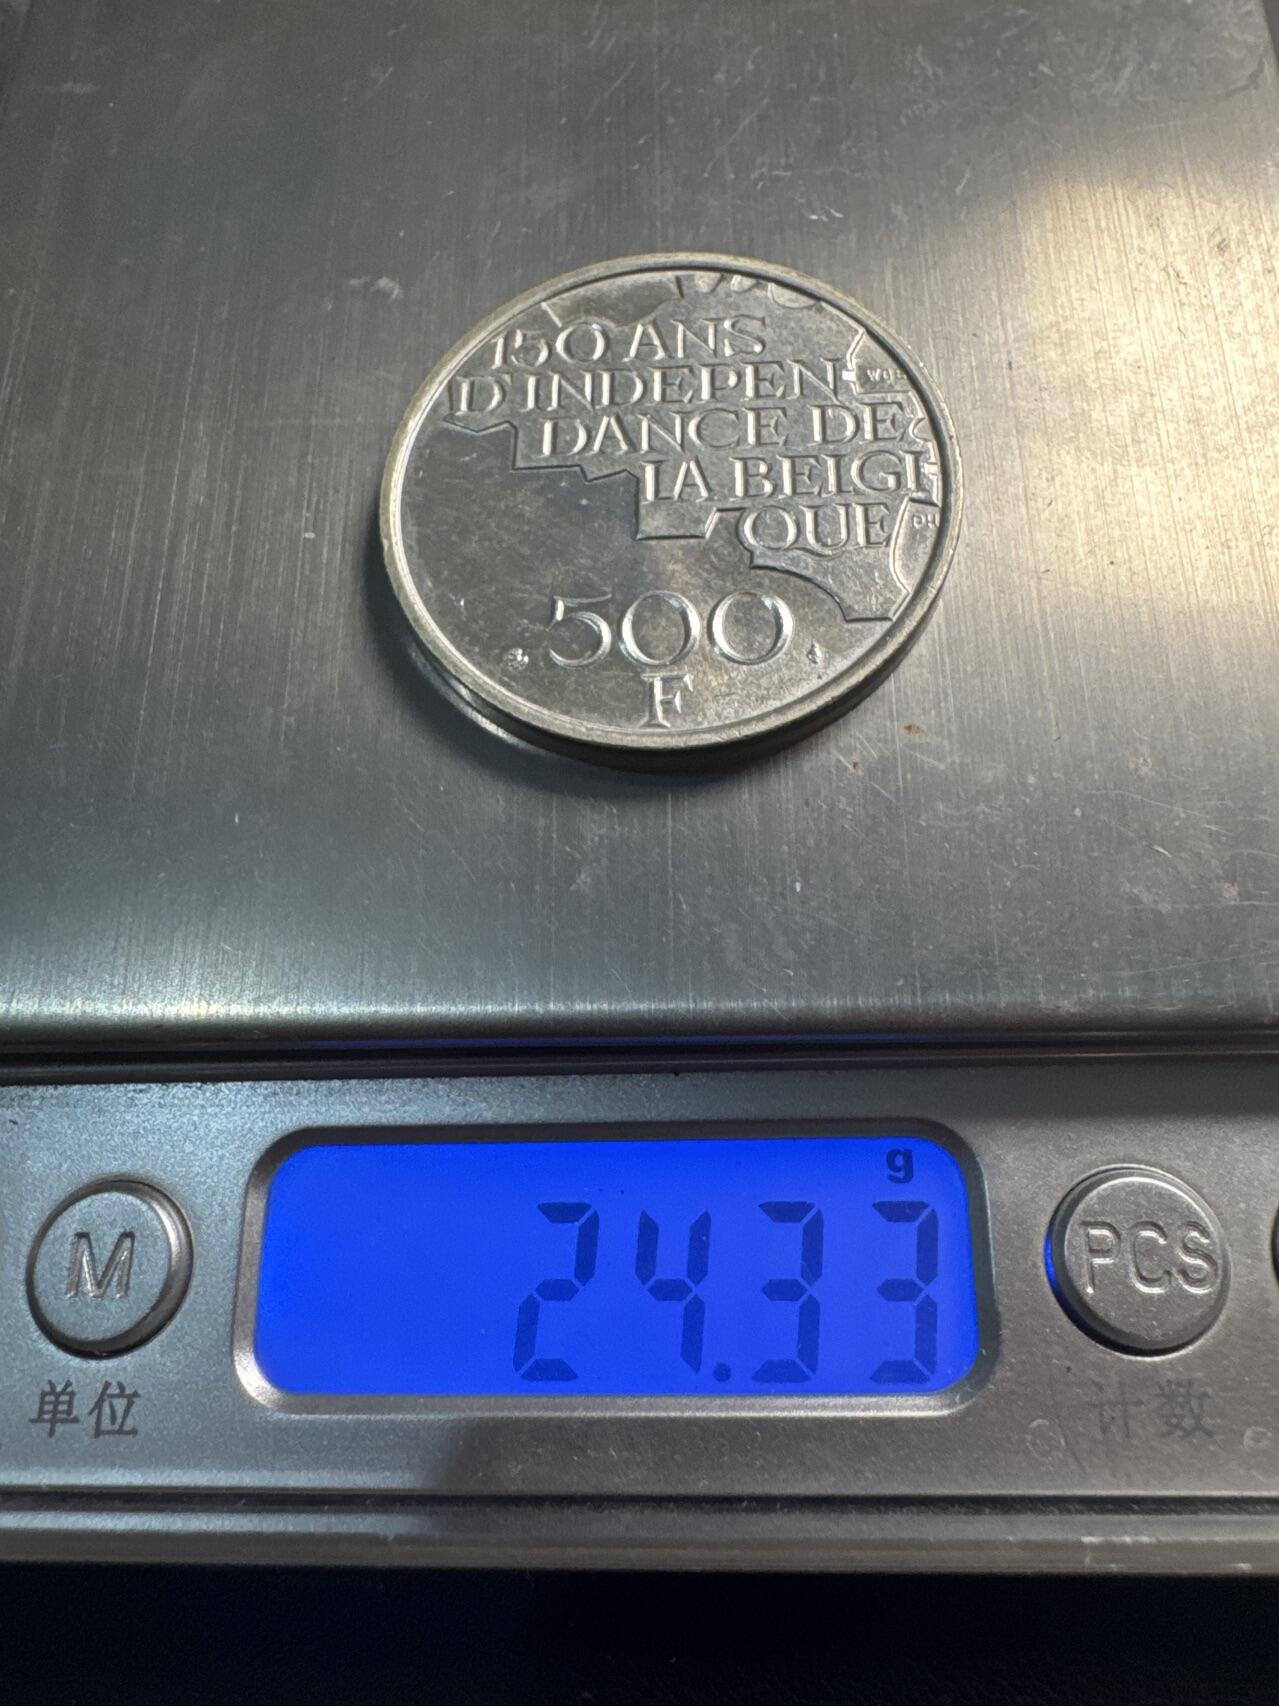 150 ANS
D'INDEPEN
DANCE DE
LA BELGI
QUE
500
F
g
24.33
M
PCS
单位
计数